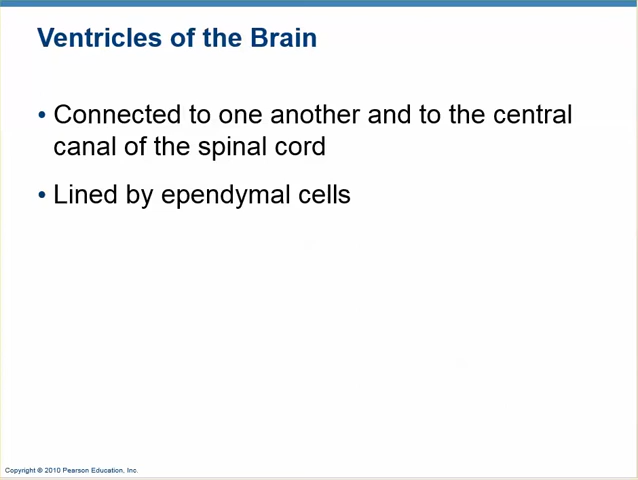 Ventricles of the Brain
• Connected to one another and to the central
canal of the spinal cord
• Lined by ependymal cells
Copyright © 2010 Pearson Education, Inc.